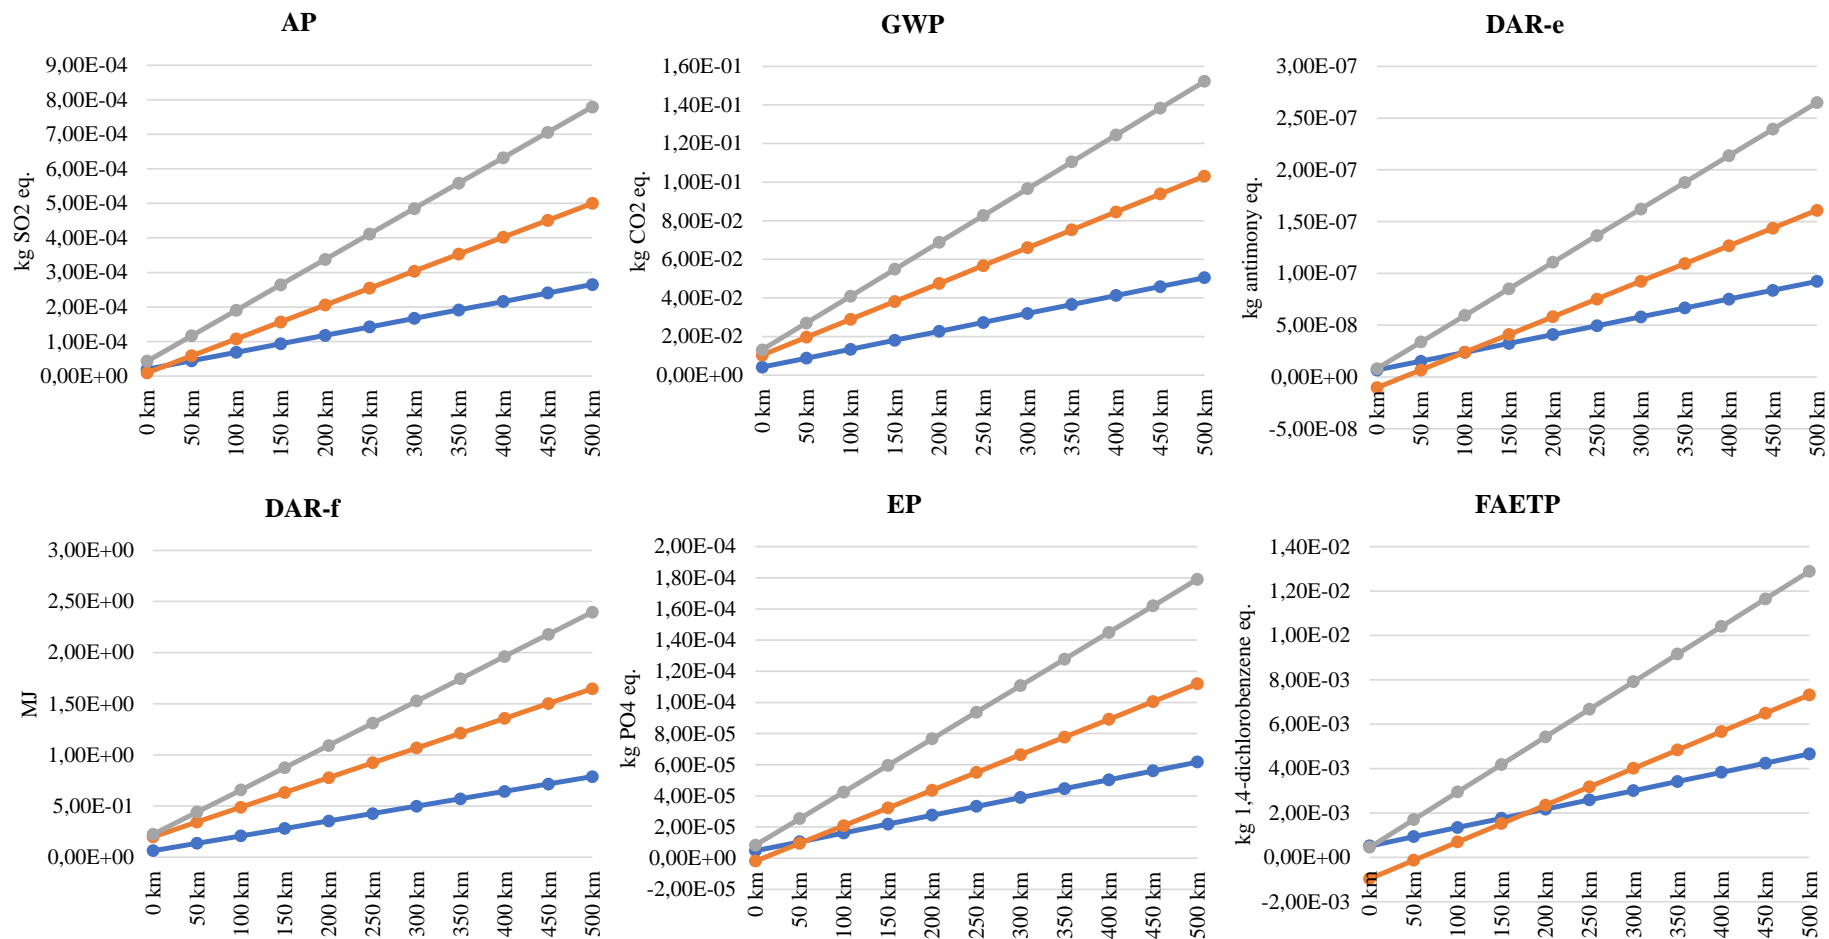 AP
9,00E-04
8,00E-04
7,00E-04
6,00E-04
5,00E-04
4,00E-04
3,00E-04
2,00E-04
1,00E-04
0,00E+00
kg SO2 eq.
0 km
50 km
100 km
150 km
200 km
250 km
300 km
350 km
400 km
450 km
500 km
GWP
1,60E-01
1,40E-01
1,20E-01
1,00E-01
8,00E-02
6,00E-02
4,00E-02
2,00E-02
0,00E+00
kg CO2 eq.
0 km
50 km
100 km
150 km
200 km
250 km
300 km
350 km
400 km
450 km
500 km
DAR-e
3,00E-07
2,50E-07
2,00E-07
1,50E-07
1,00E-07
5,00E-08
0,00E+00
-5,00E-08
kg antimony eq.
0 km
50 km
100 km
150 km
200 km
250 km
300 km
350 km
400 km
450 km
500 km
DAR-f
3,00E+00
2,50E+00
2,00E+00
1,50E+00
1,00E+00
5,00E-01
0,00E+00
MJ
0 km
50 km
100 km
150 km
200 km
250 km
300 km
350 km
400 km
450 km
500 km
EP
2,00E-04
1,80E-04
1,60E-04
1,40E-04
1,20E-04
1,00E-04
8,00E-05
6,00E-05
4,00E-05
2,00E-05
0,00E+00
-2,00E-05
kg PO4 eq.
0 km
50 km
100 km
150 km
200 km
250 km
300 km
350 km
400 km
450 km
500 km
FAETP
1,40E-02
1,20E-02
1,00E-02
8,00E-03
6,00E-03
4,00E-03
2,00E-03
0,00E+00
-2,00E-03
kg 1,4-dichlorobenzene eq.
0 km
50 km
100 km
150 km
200 km
250 km
300 km
350 km
400 km
450 km
500 km